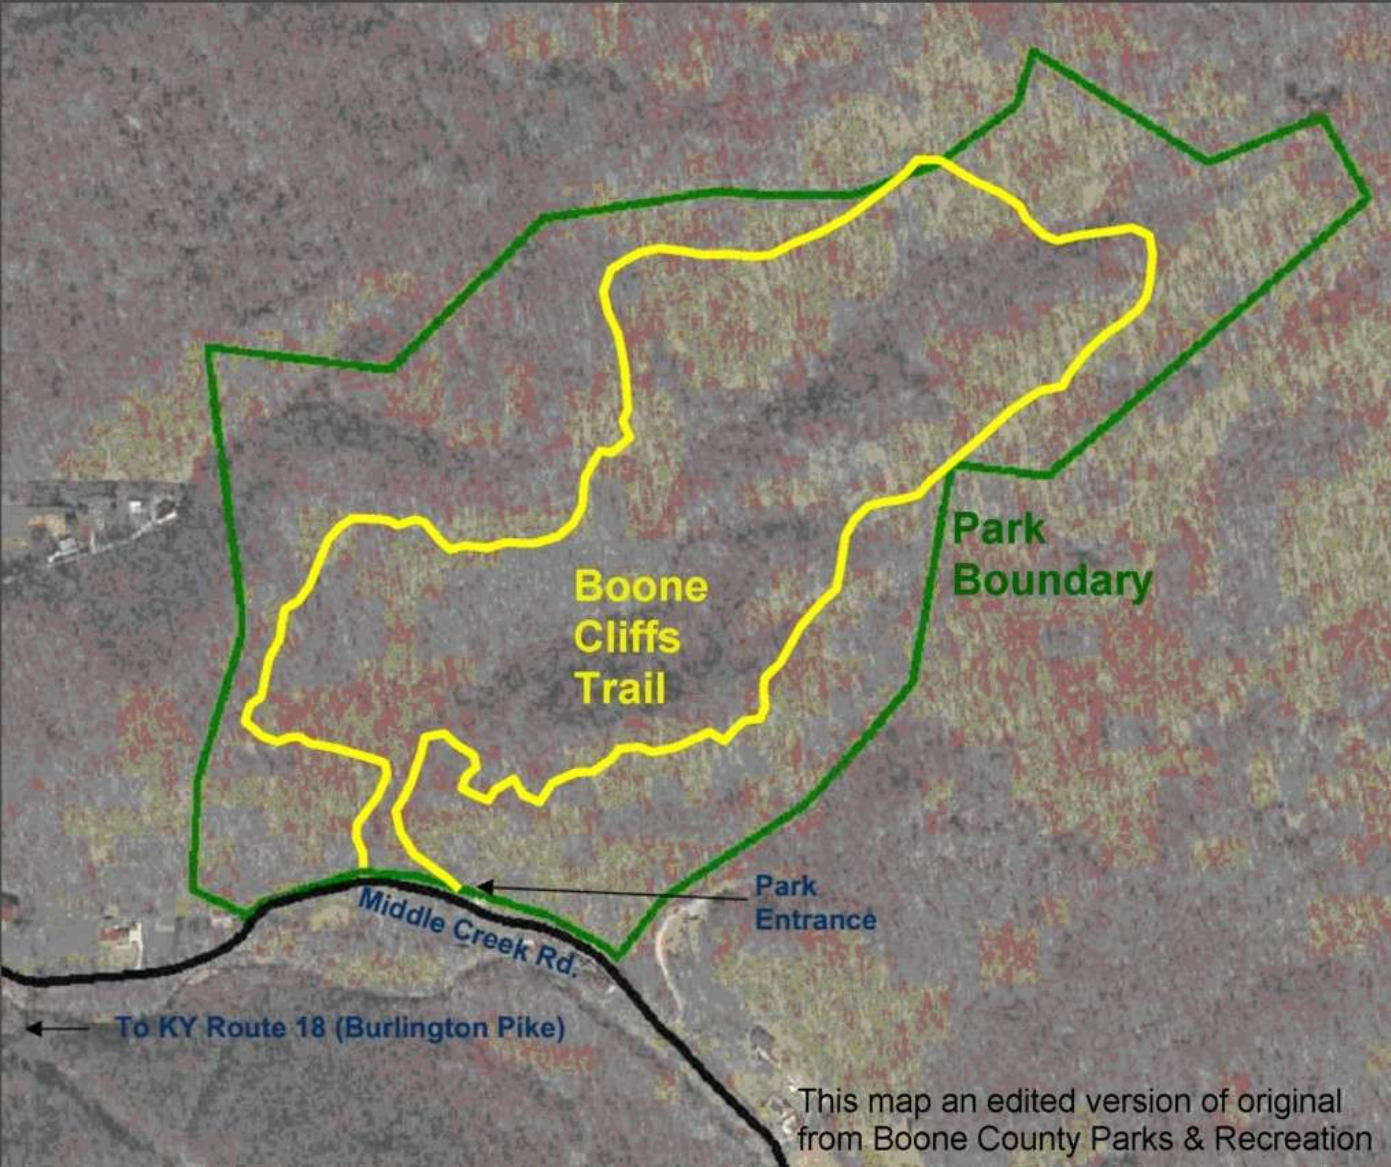 Park
Boundary
Boone
Cliffs
Trail
Park
Entrance
Middle Creek Rd.
To KY Route 18 (Burlington Pike)
This map an edited version of original
from Boone County Parks & Recreation